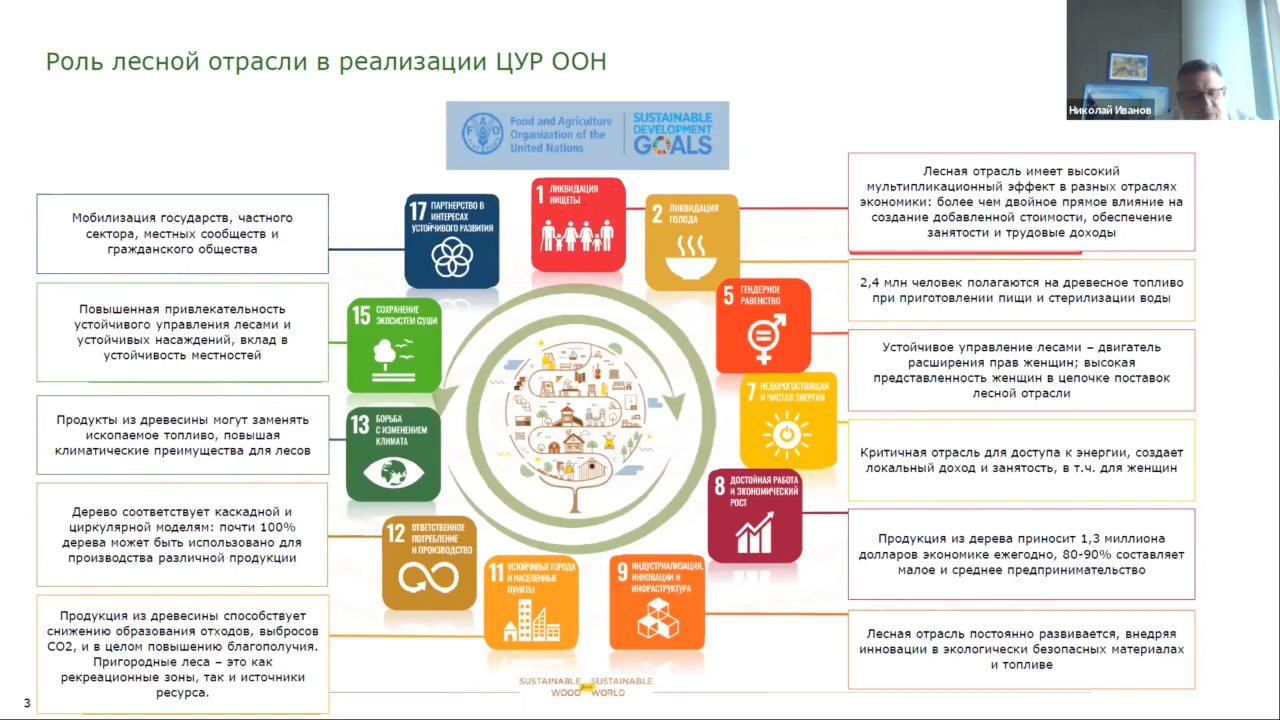 Роль лесной отрасли в реализации ЦУР ООН
Николай Иванов
Food and Agriculture
Organization of the
United Nations
SUSTAINABLE
DEVELOPMENT
GOALS
Мобилизация государств, частного
сектора, местных сообществ и
гражданского общества
Повышенная привлекательность
устойчивого управления лесами и
устойчивых насаждений, вклад в
устойчивость местностей
Продукты из древесины могут заменять
ископаемое топливо, повышая
климатические преимущества для лесов
Дерево соответствует каскадной и
циркулярной моделям: почти 100%
дерева может быть использовано для
производства различной продукции
Продукция из древесины способствует
снижению образования отходов, выбросов
СО2, и в целом повышению благополучия.
Пригородные леса – это как
рекреационные зоны, так и источники
ресурса.
17 ПАРТНЕРСТВО В
ИНТЕРЕСАХ
УСТОЙЧИВОГО РАЗВИТИЯ
1 ЛИКВИДАЦИЯ
НИЩЕТЫ
2 ЛИКВИДАЦИЯ
ГОЛОДА
5 ГЕНДЕРНОЕ
РАВЕНСТВО
7 НЕДОРОГОСТОЯЩАЯ
И ЧИСТАЯ ЭНЕРГИЯ
8 ДОСТОЙНАЯ РАБОТА
И ЭКОНОМИЧЕСКИЙ
РОСТ
9 ИНДУСТРИАЛИЗАЦИЯ,
ИННОВАЦИИ И
ИНФРАСТРУКТУРА
11 УСТОЙЧИВЫЕ ГОРОДА
И НАСЕЛЕННЫЕ
ПУНКТЫ
12 ОТВЕТСТВЕННОЕ
ПОТРЕБЛЕНИЕ
И ПРОИЗВОДСТВО
13 БОРЬБА
С ИЗМЕНЕНИЕМ
КЛИМАТА
15 СОХРАНЕНИЕ
ЭКОСИСТЕМ СУШИ
Лесная отрасль имеет высокий
мультипликационный эффект в разных отраслях
экономики: более чем двойное прямое влияние на
создание добавленной стоимости, обеспечение
занятости и трудовые доходы
2,4 млн человек полагаются на древесное топливо
при приготовлении пищи и стерилизации воды
Устойчивое управление лесами – двигатель
расширения прав женщин; высокая
представленность женщин в цепочке поставок
лесной отрасли
Критичная отрасль для доступа к энергии, создает
локальный доход и занятость, в т.ч. для женщин
Продукция из дерева приносит 1,3 миллиона
долларов экономике ежегодно, 80-90% составляет
малое и среднее предпринимательство
Лесная отрасль постоянно развивается, внедряя
инновации в экологически безопасных материалах
и топливе
SUSTAINABLE SUSTAINABLE
WOOD WORLD
3